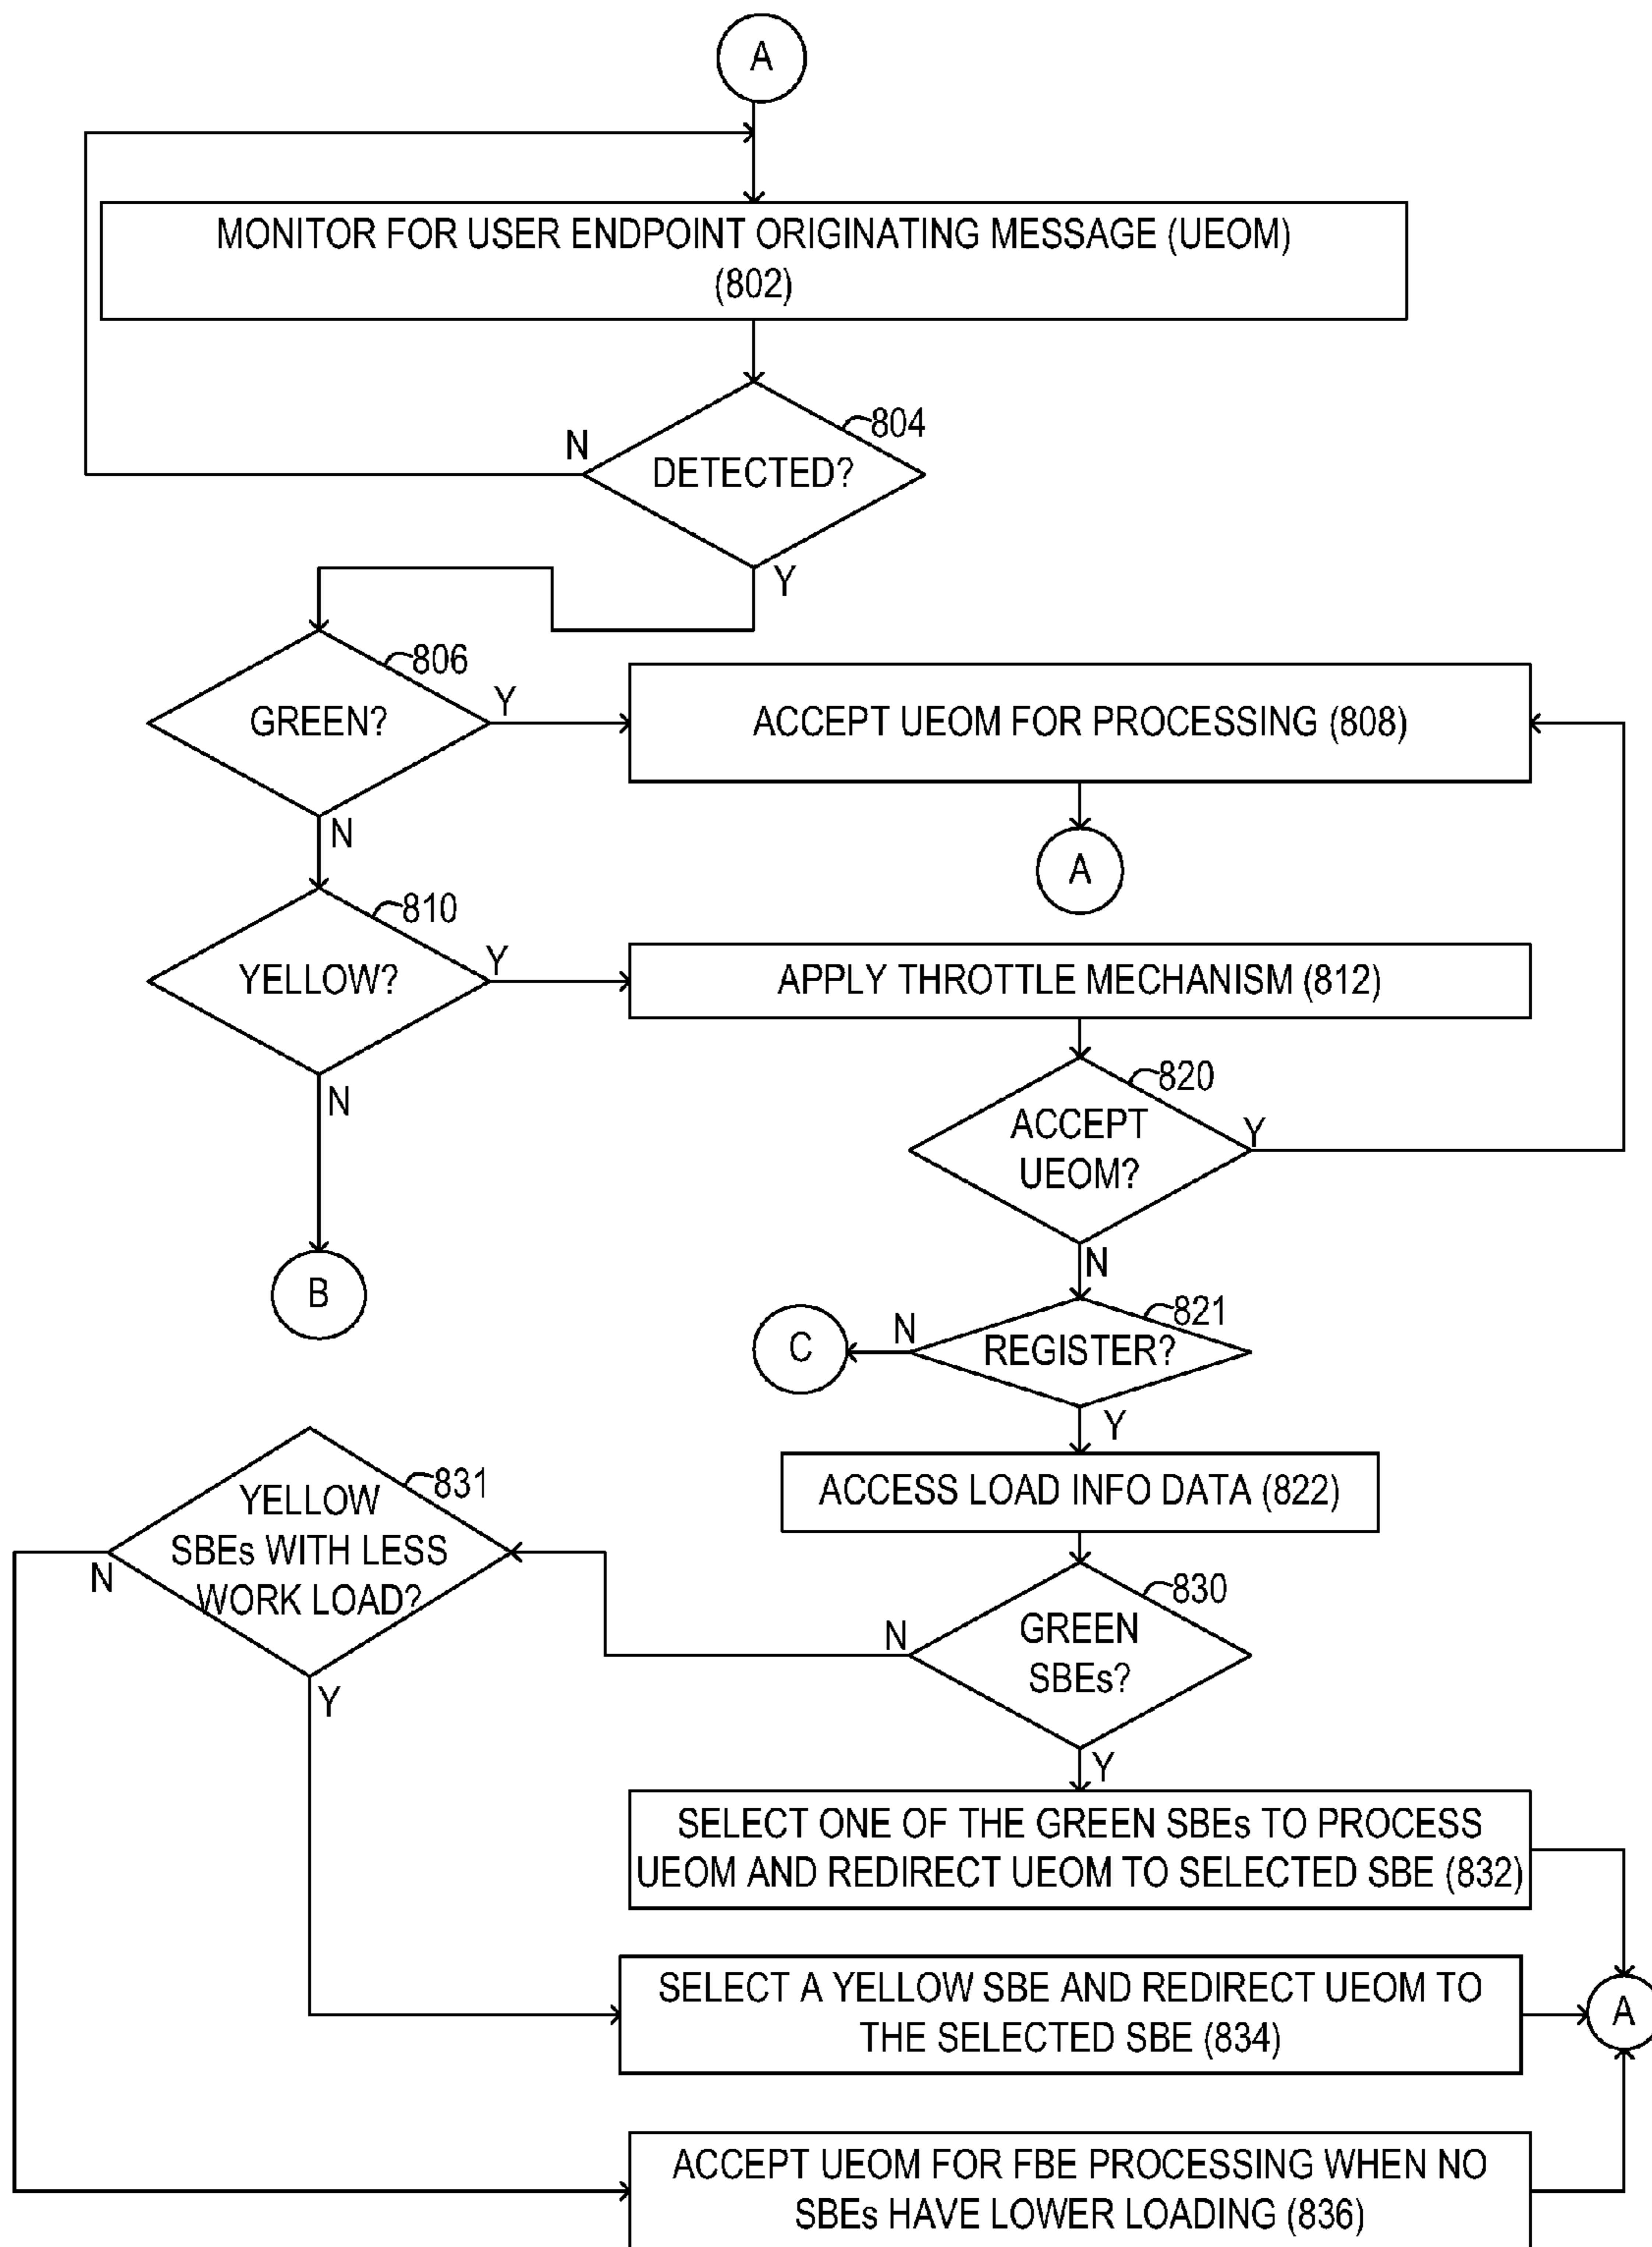 A
MONITOR FOR USER ENDPOINT ORIGINATING MESSAGE (UEOM)
(802)
804
N
DETECTED?
Y
806
GREEN?
Y
ACCEPT UEOM FOR PROCESSING (808)
N
A
810
YELLOW?
Y
APPLY THROTTLE MECHANISM (812)
N
820
ACCEPT
UEOM?
Y
N
B
821
C
N
REGISTER?
Y
831
YELLOW
SBEs WITH LESS
WORK LOAD?
N
Y
ACCESS LOAD INFO DATA (822)
830
N
GREEN
SBEs?
Y
SELECT ONE OF THE GREEN SBEs TO PROCESS
UEOM AND REDIRECT UEOM TO SELECTED SBE (832)
SELECT A YELLOW SBE AND REDIRECT UEOM TO
THE SELECTED SBE (834)
A
ACCEPT UEOM FOR FBE PROCESSING WHEN NO
SBEs HAVE LOWER LOADING (836)